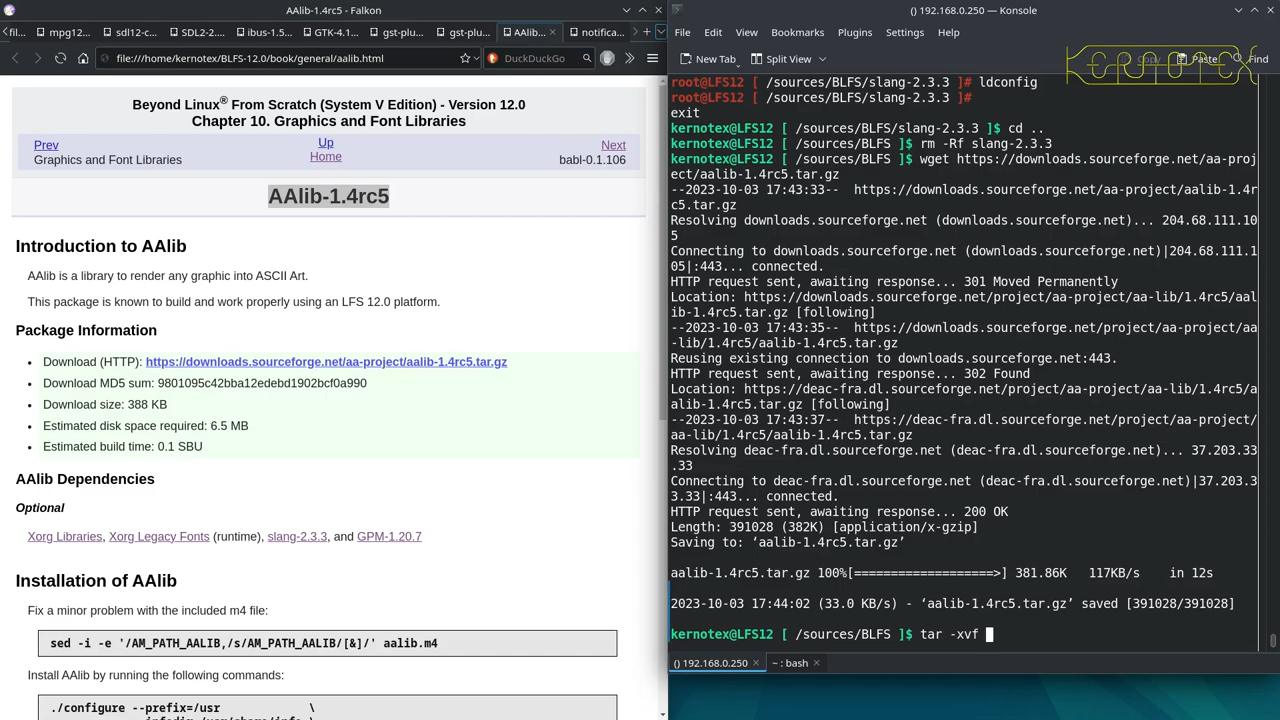 AAlib-1.4rc5 - Falkon
fil...
mpg12...
sdl12-c...
SDL2-2....
ibus-1.5...
GTK-4.1...
gst-plu...
gst-plu...
AAlib...
notifica...
file:///home/kernotex/BLFS-12.0/book/general/aalib.html
DuckDuckGo
Beyond Linux® From Scratch (System V Edition) - Version 12.0
Chapter 10. Graphics and Font Libraries
Prev
Up
Next
Graphics and Font Libraries
Home
babl-0.1.106
AAlib-1.4rc5
Introduction to AAlib
AAlib is a library to render any graphic into ASCII Art.
This package is known to build and work properly using an LFS 12.0 platform.
Package Information
• Download (HTTP): https://downloads.sourceforge.net/aa-project/aalib-1.4rc5.tar.gz
• Download MD5 sum: 9801095c42bba12edebd1902bcf0a990
• Download size: 388 KB
• Estimated disk space required: 6.5 MB
• Estimated build time: 0.1 SBU
AAlib Dependencies
Optional
Xorg Libraries, Xorg Legacy Fonts (runtime), slang-2.3.3, and GPM-1.20.7
Installation of AAlib
Fix a minor problem with the included m4 file:
sed -i -e '/AM_PATH_AALIB,/s/AM_PATH_AALIB/[&]/' aalib.m4
Install AAlib by running the following commands:
./configure --prefix=/usr \
() 192.168.0.250 — Konsole
File Edit View Bookmarks Plugins Settings Help
New Tab
Split View
Copy
Paste
Find
KERNOTEX
root@LFS12 [ /sources/BLFS/slang-2.3.3 ]# ldconfig
root@LFS12 [ /sources/BLFS/slang-2.3.3 ]#
exit
kernotex@LFS12 [ /sources/BLFS/slang-2.3.3 ]$ cd ..
kernotex@LFS12 [ /sources/BLFS ]$ rm -Rf slang-2.3.3
kernotex@LFS12 [ /sources/BLFS ]$ wget https://downloads.sourceforge.net/aa-proj
ect/aalib-1.4rc5.tar.gz
--2023-10-03 17:43:33-- https://downloads.sourceforge.net/aa-project/aalib-1.4r
c5.tar.gz
Resolving downloads.sourceforge.net (downloads.sourceforge.net)... 204.68.111.10
5
Connecting to downloads.sourceforge.net (downloads.sourceforge.net)|204.68.111.1
05|:443... connected.
HTTP request sent, awaiting response... 301 Moved Permanently
Location: https://downloads.sourceforge.net/project/aa-project/aa-lib/1.4rc5/aal
ib-1.4rc5.tar.gz [following]
--2023-10-03 17:43:35-- https://downloads.sourceforge.net/project/aa-project/aa
-lib/1.4rc5/aalib-1.4rc5.tar.gz
Reusing existing connection to downloads.sourceforge.net:443.
HTTP request sent, awaiting response... 302 Found
Location: https://deac-fra.dl.sourceforge.net/project/aa-project/aa-lib/1.4rc5/a
alib-1.4rc5.tar.gz [following]
--2023-10-03 17:43:37-- https://deac-fra.dl.sourceforge.net/project/aa-project/
aa-lib/1.4rc5/aalib-1.4rc5.tar.gz
Resolving deac-fra.dl.sourceforge.net (deac-fra.dl.sourceforge.net)... 37.203.33
.33
Connecting to deac-fra.dl.sourceforge.net (deac-fra.dl.sourceforge.net)|37.203.3
3.33|:443... connected.
HTTP request sent, awaiting response... 200 OK
Length: 391028 (382K) [application/x-gzip]
Saving to: ‘aalib-1.4rc5.tar.gz’
aalib-1.4rc5.tar.gz 100%[===================>] 381.86K 117KB/s in 12s
2023-10-03 17:44:02 (33.0 KB/s) - ‘aalib-1.4rc5.tar.gz’ saved [391028/391028]
kernotex@LFS12 [ /sources/BLFS ]$ tar -xvf
() 192.168.0.250
~ : bash